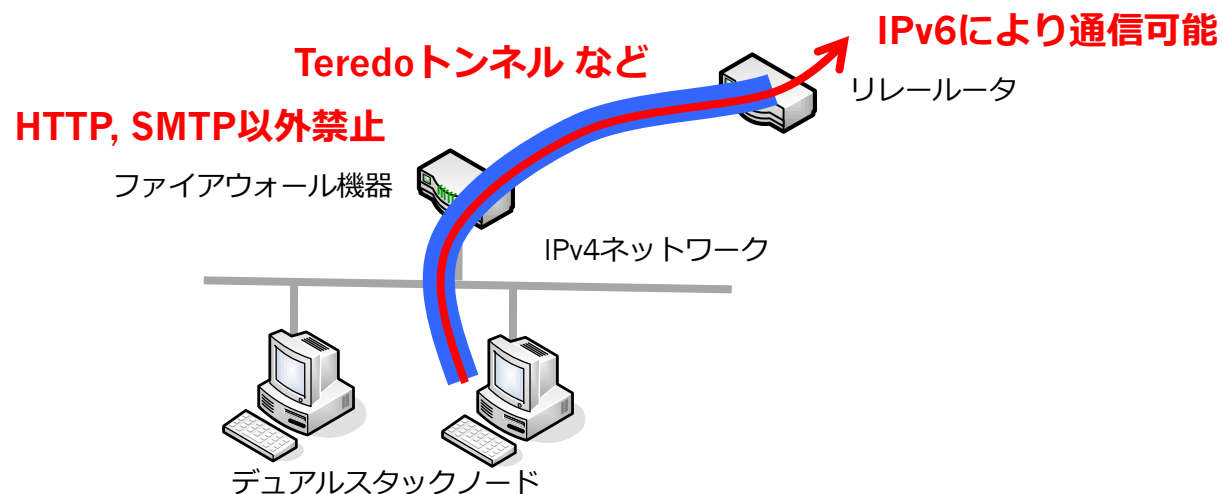 IPv6により通信可能
Teredoトンネル など
リレールータ
HTTP, SMTP以外禁止
ファイアウォール機器
IPv4ネットワーク
デュアルスタックノード